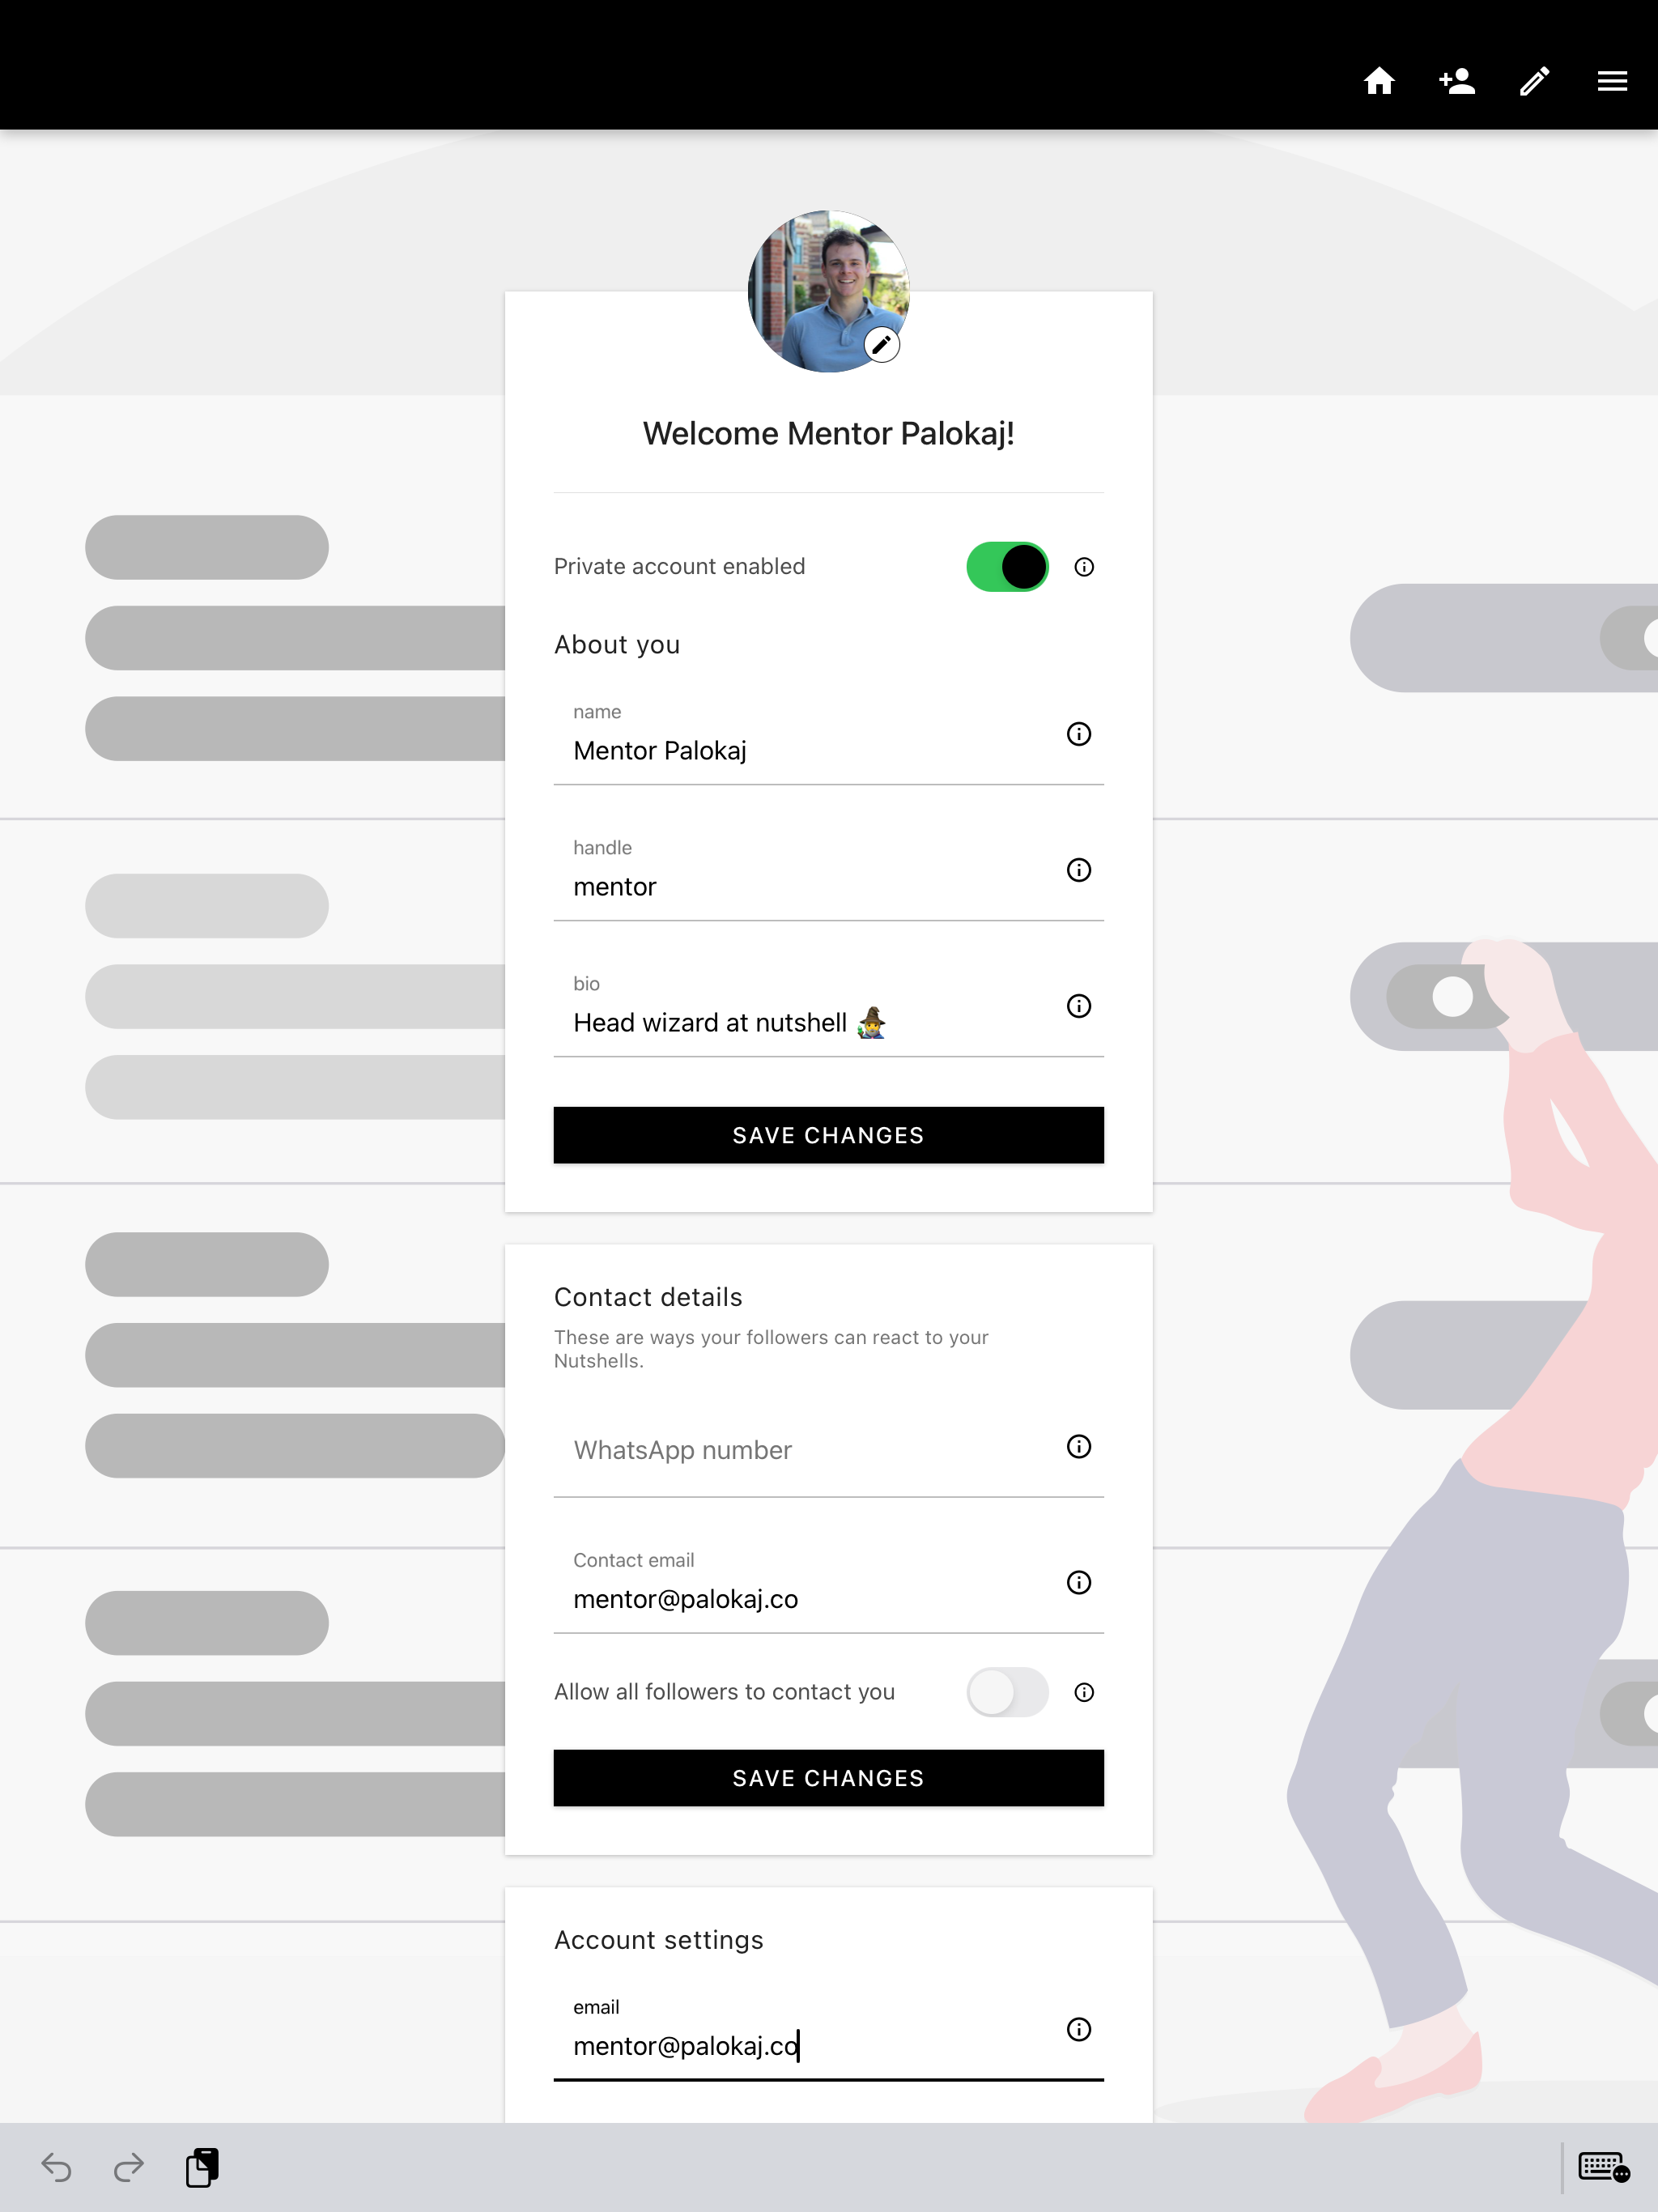 Welcome Mentor Palokaj!
Private account enabled
About you
name
Mentor Palokaj
handle
mentor
bio
Head wizard at nutshell 🧙‍♂️
SAVE CHANGES
Contact details
These are ways your followers can react to your
Nutshells.
WhatsApp number
Contact email
mentor@palokaj.co
Allow all followers to contact you
SAVE CHANGES
Account settings
email
mentor@palokaj.co